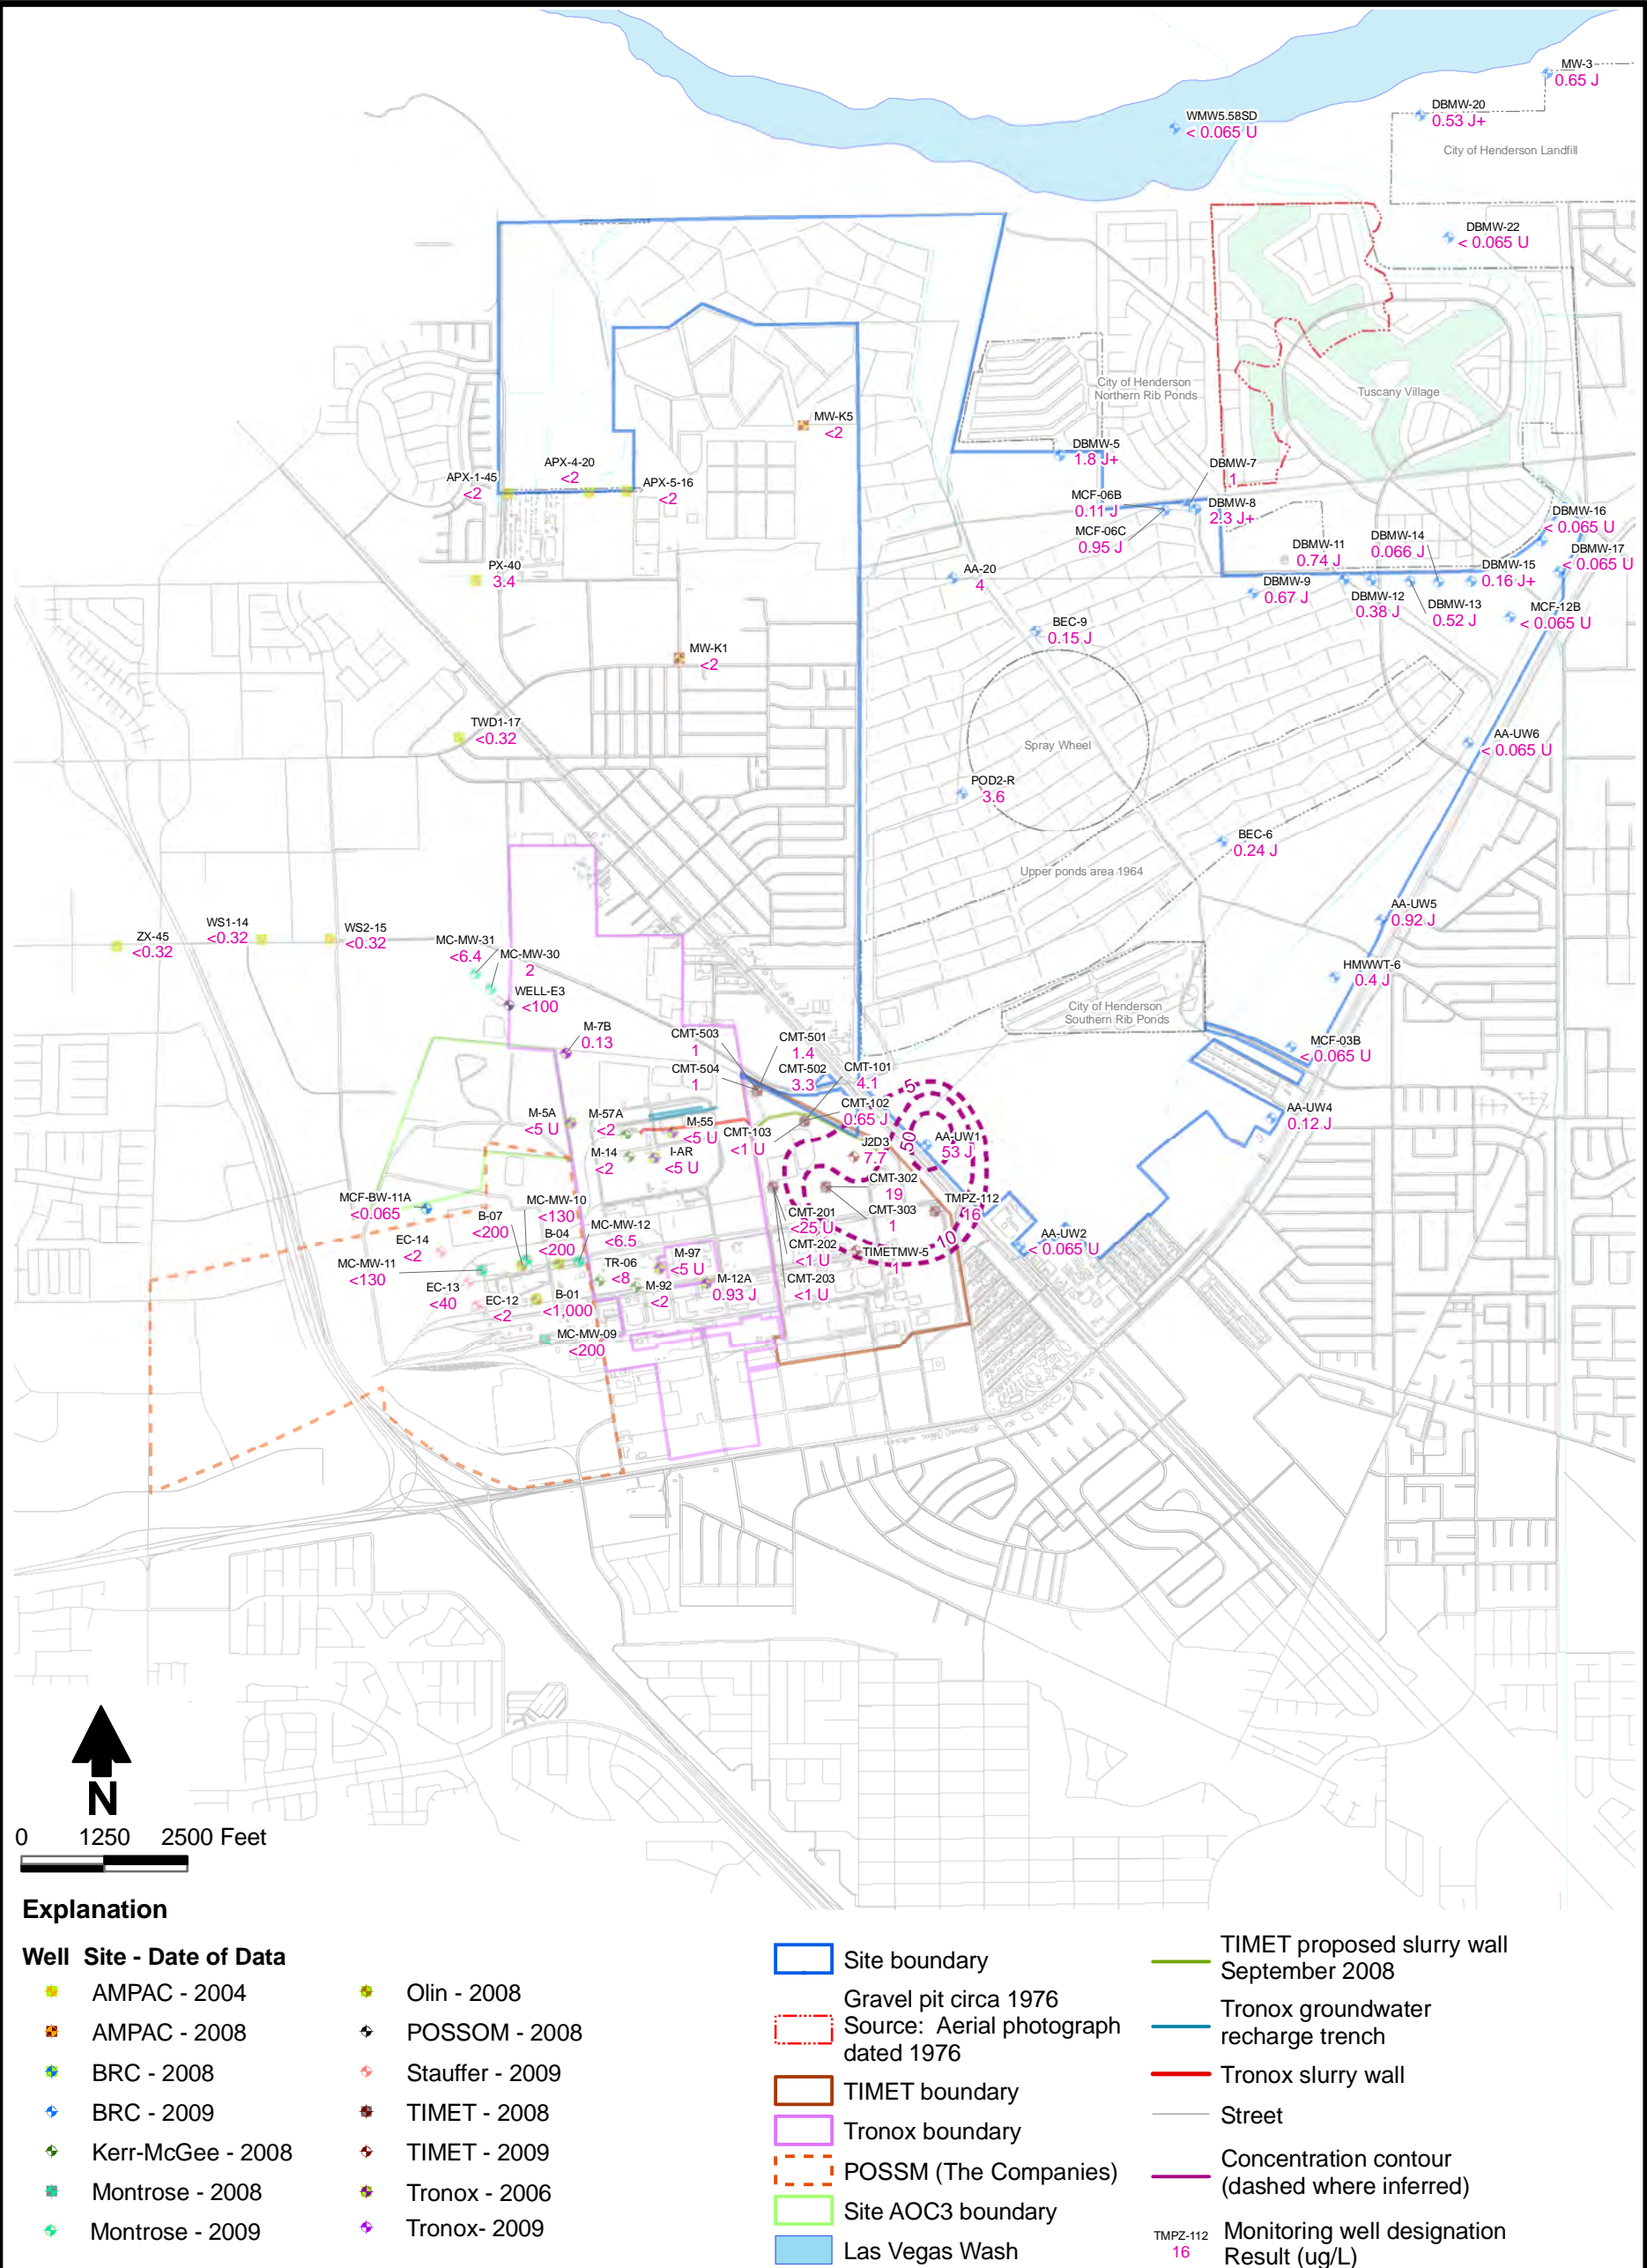 MW-3
0.65 J
DBMW-20
0.53 J+
City of Henderson Landfill
WMW5.58SD
< 0.065 U
DBMW-22
< 0.065 U
City of Henderson
Northern Rib Ponds
Tuscany Village
MW-K5
<2
DBMW-5
1.8 J+
DBMW-7
1
APX-1-45
<2
APX-4-20
<2
APX-5-16
<2
MCF-06B
0.11 J
DBMW-8
2.3 J+
MCF-06C
0.95 J
DBMW-16
< 0.065 U
DBMW-14
0.066 J
DBMW-11
0.74 J
DBMW-17
< 0.065 U
DBMW-15
0.16 J+
PX-40
3.4
AA-20
4
DBMW-9
0.67 J
DBMW-12
0.38 J
DBMW-13
0.52 J
MCF-12B
< 0.065 U
BEC-9
0.15 J
MW-K1
<2
TWD1-17
<0.32
Spray Wheel
AA-UW6
< 0.065 U
POD2-R
3.6
BEC-6
0.24 J
Upper ponds area 1964
AA-UW5
0.92 J
ZX-45
<0.32
WS1-14
<0.32
WS2-15
<0.32
MC-MW-31
<6.4
MC-MW-30
2
WELL-E3
<100
HMWWT-6
0.4 J
City of Henderson
Southern Rib Ponds
M-7B
0.13
CMT-503
1
CMT-501
1.4
MCF-03B
< 0.065 U
CMT-504
1
CMT-502
3.3
CMT-101
4.1
5
CMT-102
0.65 J
M-5A
<5 U
M-57A
<2
M-55
<5 U
CMT-103
<1 U
AA-UW4
0.12 J
50
AA-UW1
53 J
J2D3
7.7
M-14
<2
I-AR
<5 U
CMT-302
19
CMT-303
1
TMPZ-112
16
MCF-BW-11A
<0.065
MC-MW-10
<130
B-07
<200
B-04
<200
MC-MW-12
<6.5
CMT-201
<25 U
CMT-202
<1 U
CMT-203
<1 U
10
TIMETMW-5
1
AA-UW2
< 0.065 U
EC-14
<2
MC-MW-11
<130
EC-13
<40
EC-12
<2
B-01
<1,000
TR-06
<8
M-97
<5 U
M-92
<2
M-12A
0.93 J
MC-MW-09
<200
N
0 1250 2500 Feet
Explanation
Well Site - Date of Data
AMPAC - 2004
AMPAC - 2008
BRC - 2008
BRC - 2009
Kerr-McGee - 2008
Montrose - 2008
Montrose - 2009
Olin - 2008
POSSOM - 2008
Stauffer - 2009
TIMET - 2008
TIMET - 2009
Tronox - 2006
Tronox- 2009
Site boundary
Gravel pit circa 1976
Source: Aerial photograph
dated 1976
TIMET boundary
Tronox boundary
POSSM (The Companies)
Site AOC3 boundary
Las Vegas Wash
TIMET proposed slurry wall
September 2008
Tronox groundwater
recharge trench
Tronox slurry wall
Street
Concentration contour
(dashed where inferred)
TMPZ-112
16
Monitoring well designation
Result (ug/L)